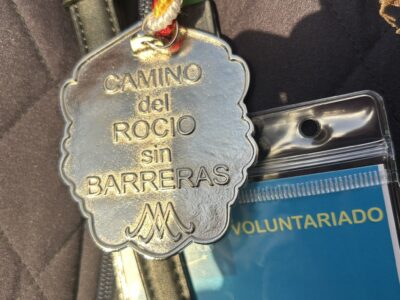 CAMINO
del
ROCIO
sin
BARRERAS
VOLUNTARIADO